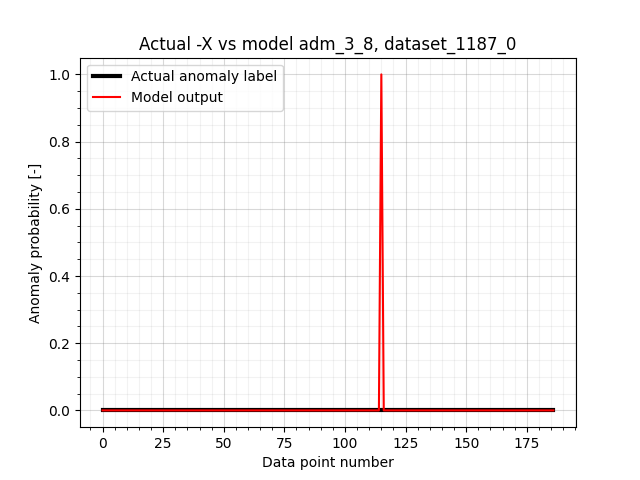 Actual -X vs model adm_3_8, dataset_1187_0
Actual anomaly label
Model output
1.0
0.8
0.6
0.4
0.2
0.0
Anomaly probability [-]
0 25 50 75 100 125 150 175
Data point number